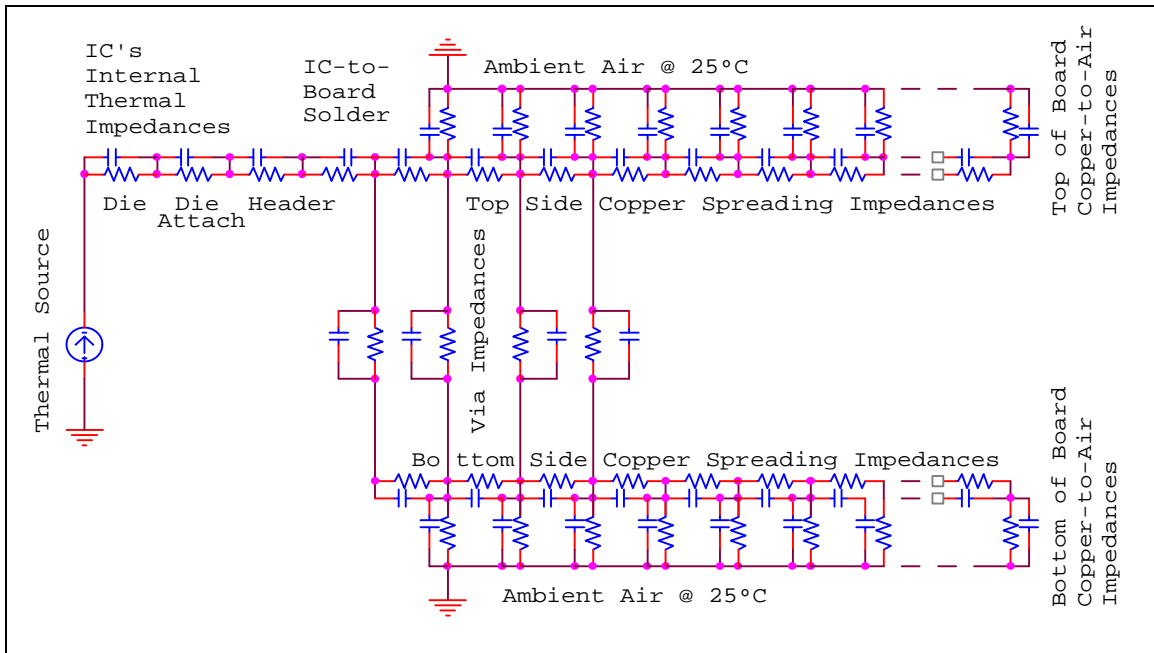 IC's
Internal
Thermal
Impedances
IC-to-
Board
Solder
Ambient Air @ 25ºC
Top of Board
Copper-to-Air
Impedances
Die
Die
Attach
Header
Top Side Copper Spreading Impedances
Thermal Source
Via Impedances
Bo ttom Side Copper Spreading Impedances
Ambient Air @ 25ºC
Bottom of Board
Copper-to-Air
Impedances